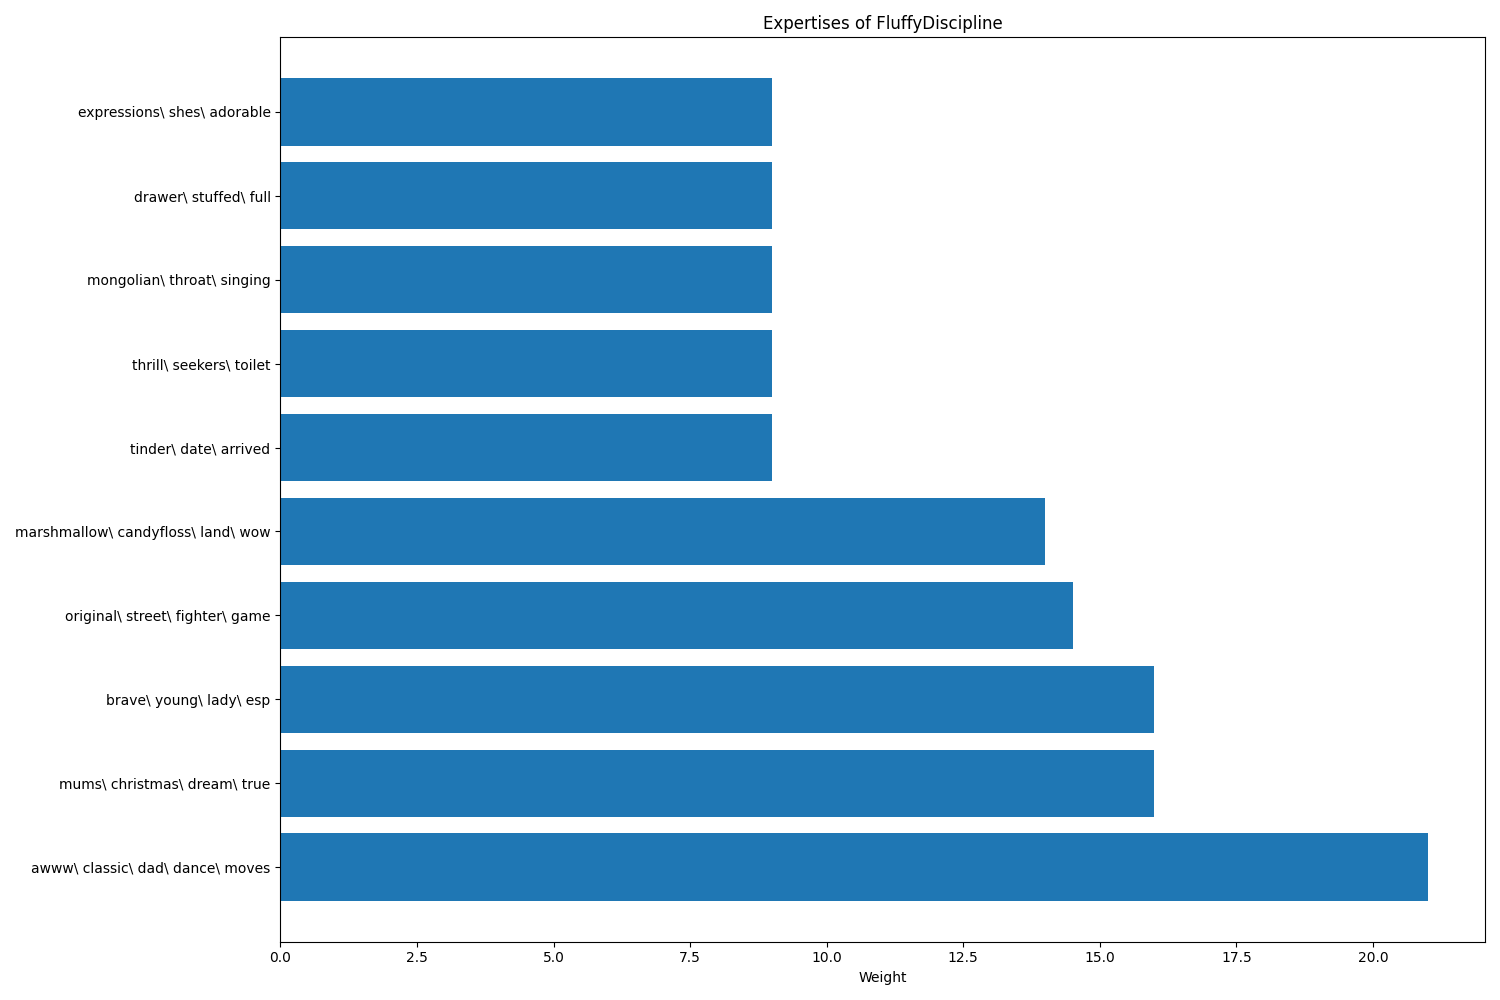 Expertises of FluffyDiscipline
expressions\ shes\ adorable
drawer\ stuffed\ full
mongolian\ throat\ singing
thrill\ seekers\ toilet
tinder\ date\ arrived
marshmallow\ candyfloss\ land\ wow
original\ street\ fighter\ game
brave\ young\ lady\ esp
mums\ christmas\ dream\ true
awww\ classic\ dad\ dance\ moves
0.0 2.5 5.0 7.5 10.0 12.5 15.0 17.5 20.0
Weight